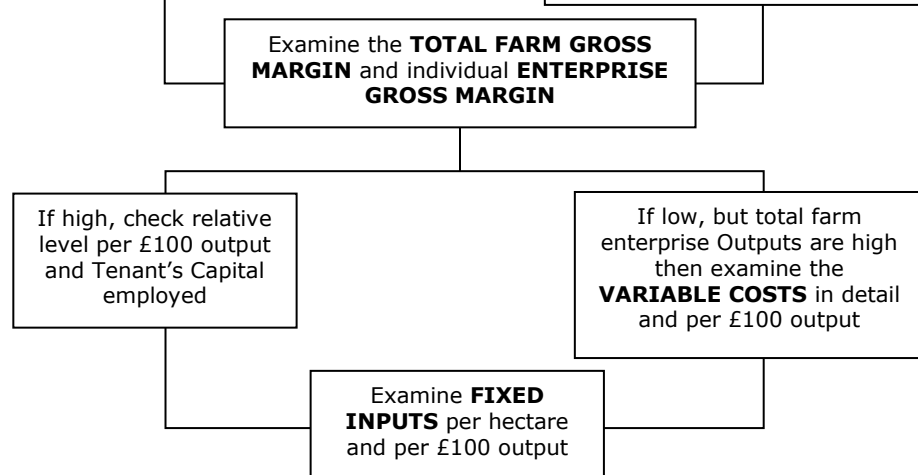 Examine the TOTAL FARM GROSS
MARGIN and individual ENTERPRISE
GROSS MARGIN
If high, check relative
level per £100 output
and Tenant's Capital
employed
If low, but total farm
enterprise Outputs are high
then examine the
VARIABLE COSTS in detail
and per £100 output
Examine FIXED
INPUTS per hectare
and per £100 output